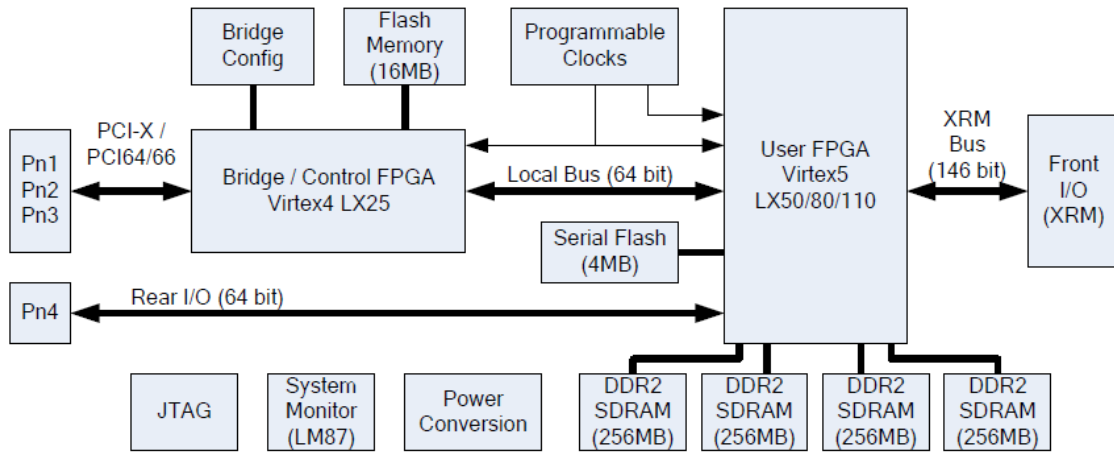 Bridge
Config
Flash
Memory
(16MB)
Programmable
Clocks
PCI-X /
PCI64/66
Pn1
Pn2
Pn3
Bridge / Control FPGA
Virtex4 LX25
Local Bus (64 bit)
User FPGA
Virtex5
LX50/80/110
XRM
Bus
(146 bit)
Front
I/O
(XRM)
Serial Flash
(4MB)
Pn4
Rear I/O (64 bit)
JTAG
System
Monitor
(LM87)
Power
Conversion
DDR2
SDRAM
(256MB)
DDR2
SDRAM
(256MB)
DDR2
SDRAM
(256MB)
DDR2
SDRAM
(256MB)